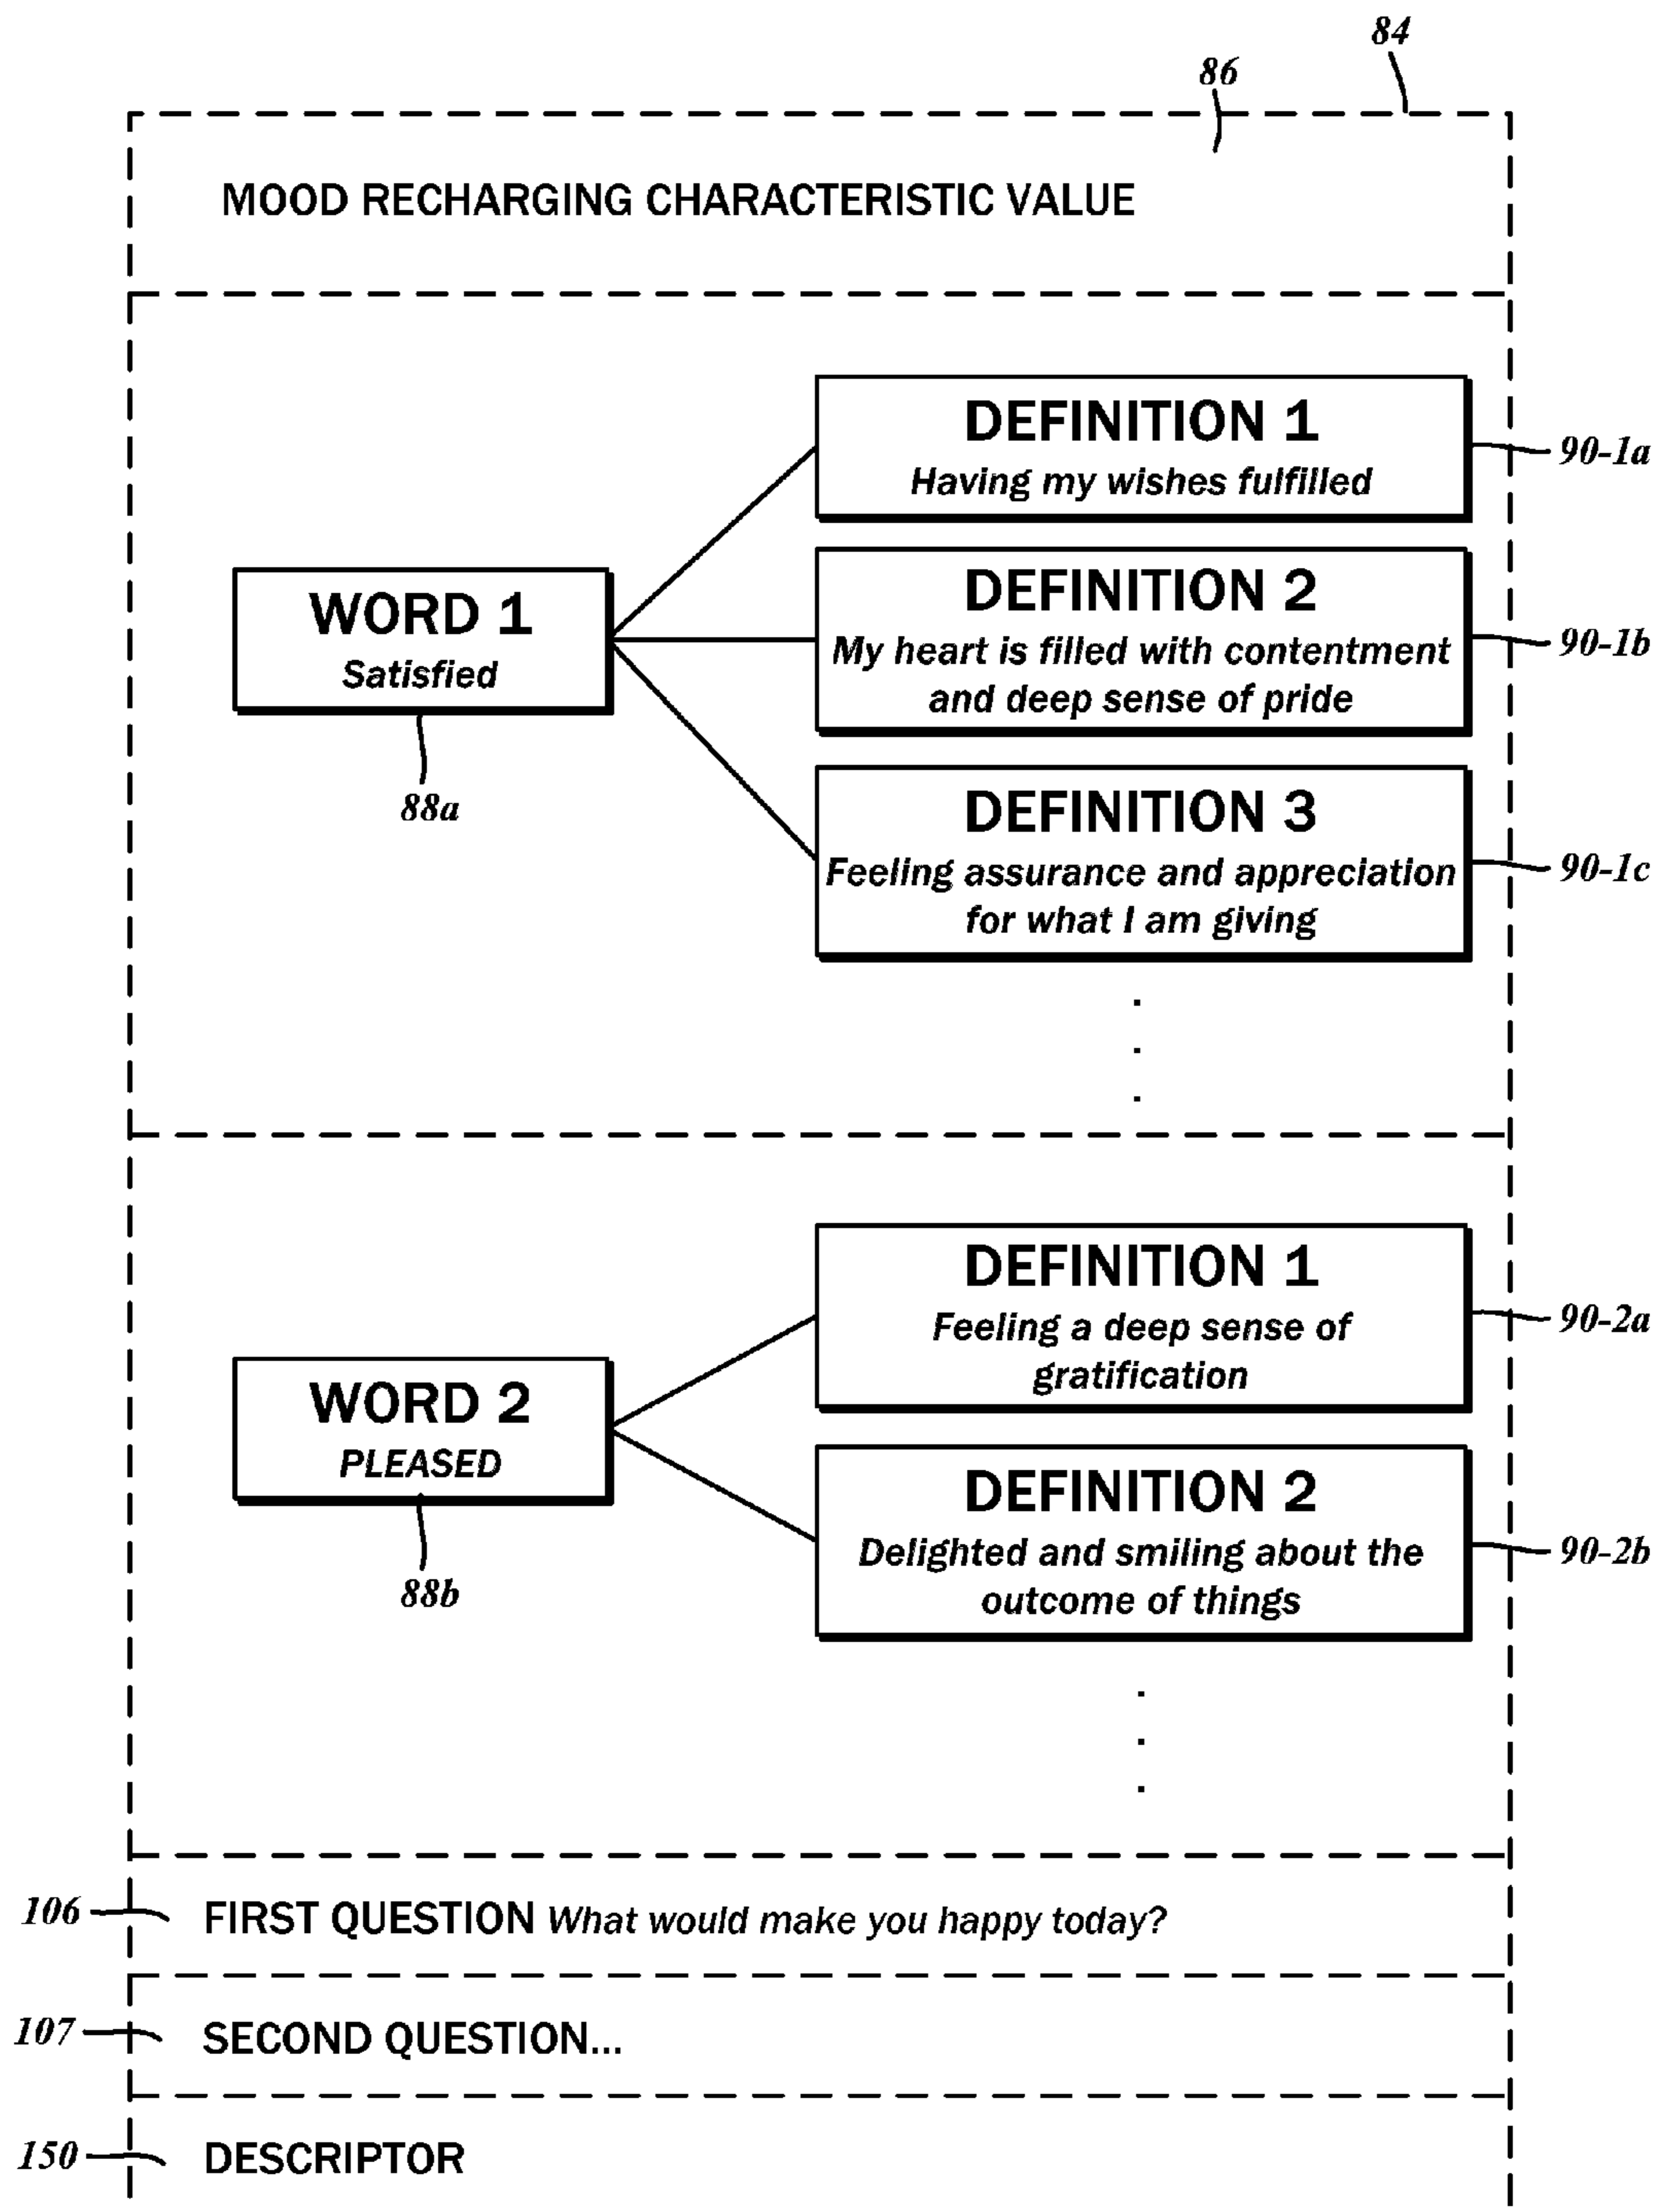 84
86
MOOD RECHARGING CHARACTERISTIC VALUE
DEFINITION 1
Having my wishes fulfilled
90-1a
WORD 1
Satisfied
88a
DEFINITION 2
My heart is filled with contentment
and deep sense of pride
90-1b
DEFINITION 3
Feeling assurance and appreciation
for what I am giving
90-1c
.
.
.
DEFINITION 1
Feeling a deep sense of
gratification
90-2a
WORD 2
PLEASED
88b
DEFINITION 2
Delighted and smiling about the
outcome of things
90-2b
.
.
.
106 FIRST QUESTION What would make you happy today?
107 SECOND QUESTION...
150 DESCRIPTOR